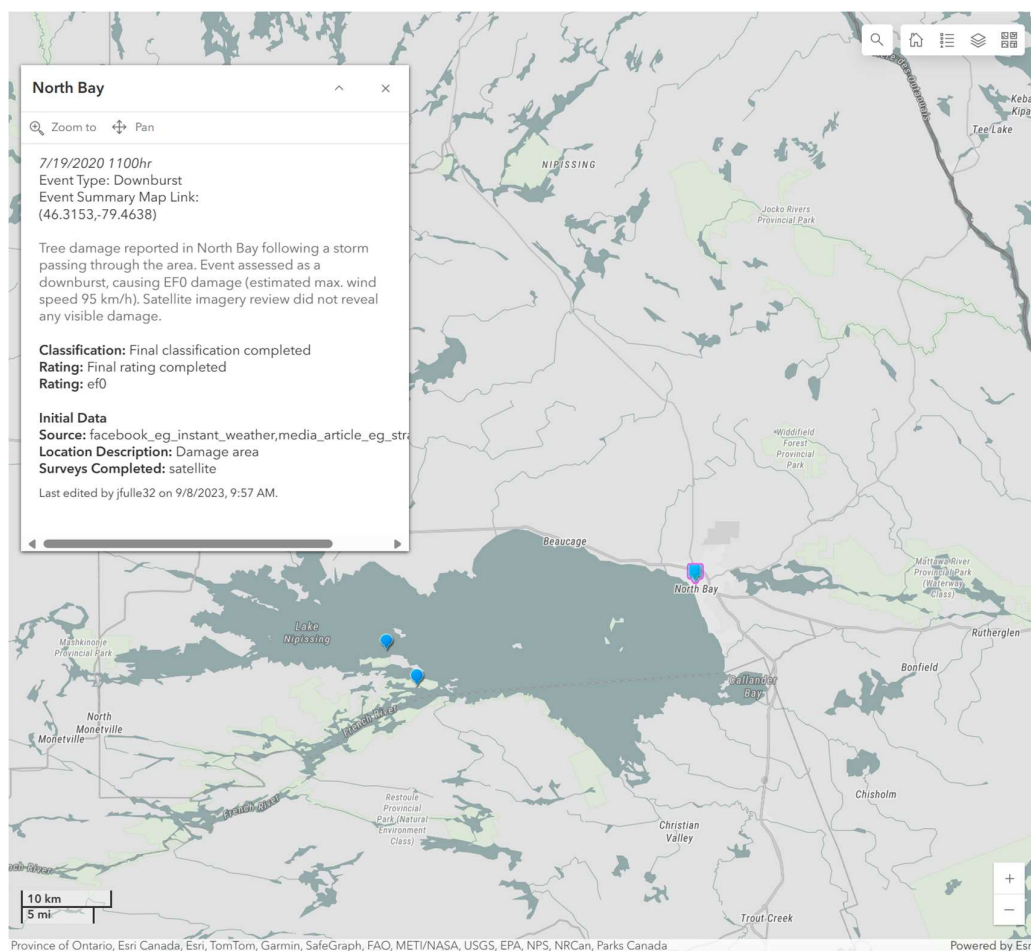 North Bay
Zoom to
Pan
7/19/2020 1100hr
Event Type: Downburst
Event Summary Map Link:
(46.3153,-79.4638)
Tree damage reported in North Bay following a storm
passing through the area. Event assessed as a
downburst, causing EF0 damage (estimated max. wind
speed 95 km/h). Satellite imagery review did not reveal
any visible damage.
Classification: Final classification completed
Rating: Final rating completed
Rating: ef0
Initial Data
Source: facebook_eg_instant_weather,media_article_eg_stra
Location Description: Damage area
Surveys Completed: satellite
Last edited by jfulle32 on 9/8/2023, 9:57 AM.
Tee Lake
NIPISSING
Jocko Rivers
Provincial Park
Widdifield
Forest
Provincial
Park
Beaucage
Mattawa River
Provincial Park
(Waterway
Class)
North Bay
Lake
Nipissing
Rutherglen
Mashkinonje
Provincial Park
Bonfield
Callander
Bay
North
Monetville
Monetville
French River
Restoule
Provincial
Park (Natural
Environment
Class)
Chisholm
French River
Christian
Valley
10 km
5 mi
Trout Creek
Province of Ontario, Esri Canada, Esri, TomTom, Garmin, SafeGraph, FAO, METI/NASA, USGS, EPA, NPS, NRCan, Parks Canada
Powered by Esri